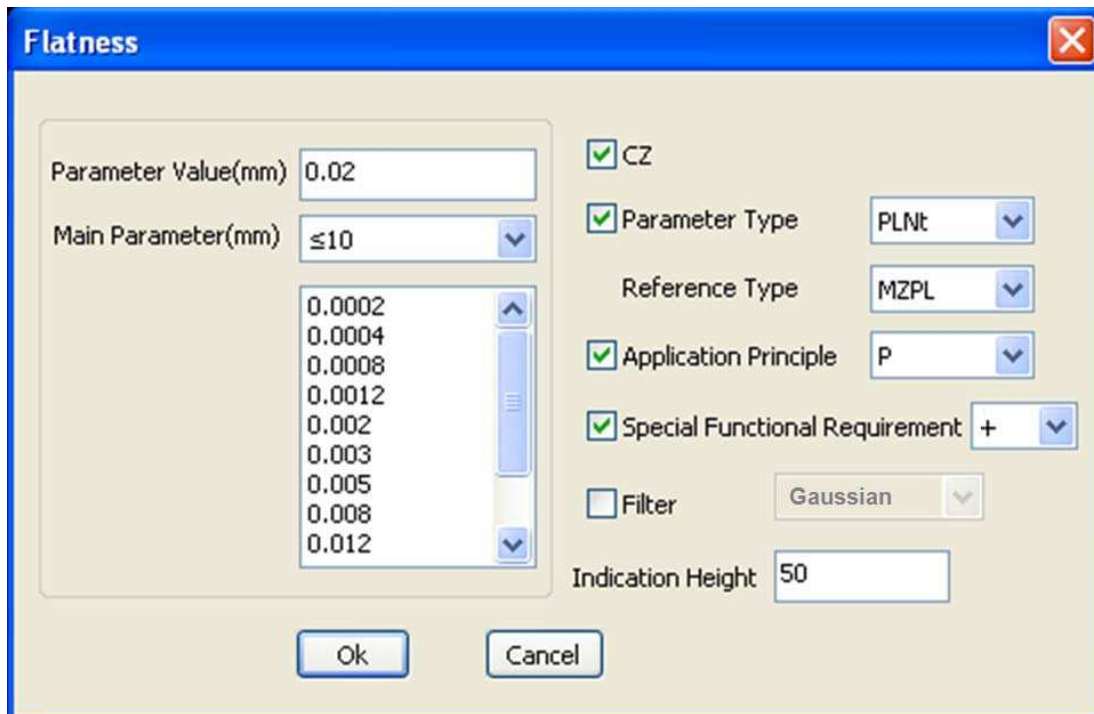 Flatness
Parameter Value(mm) 0.02
Main Parameter(mm) ≤10
0.0002
0.0004
0.0008
0.0012
0.002
0.003
0.005
0.008
0.012
CZ
Parameter Type PLNt
Reference Type MZPL
Application Principle P
Special Functional Requirement +
Filter Gaussian
Indication Height 50
Ok Cancel